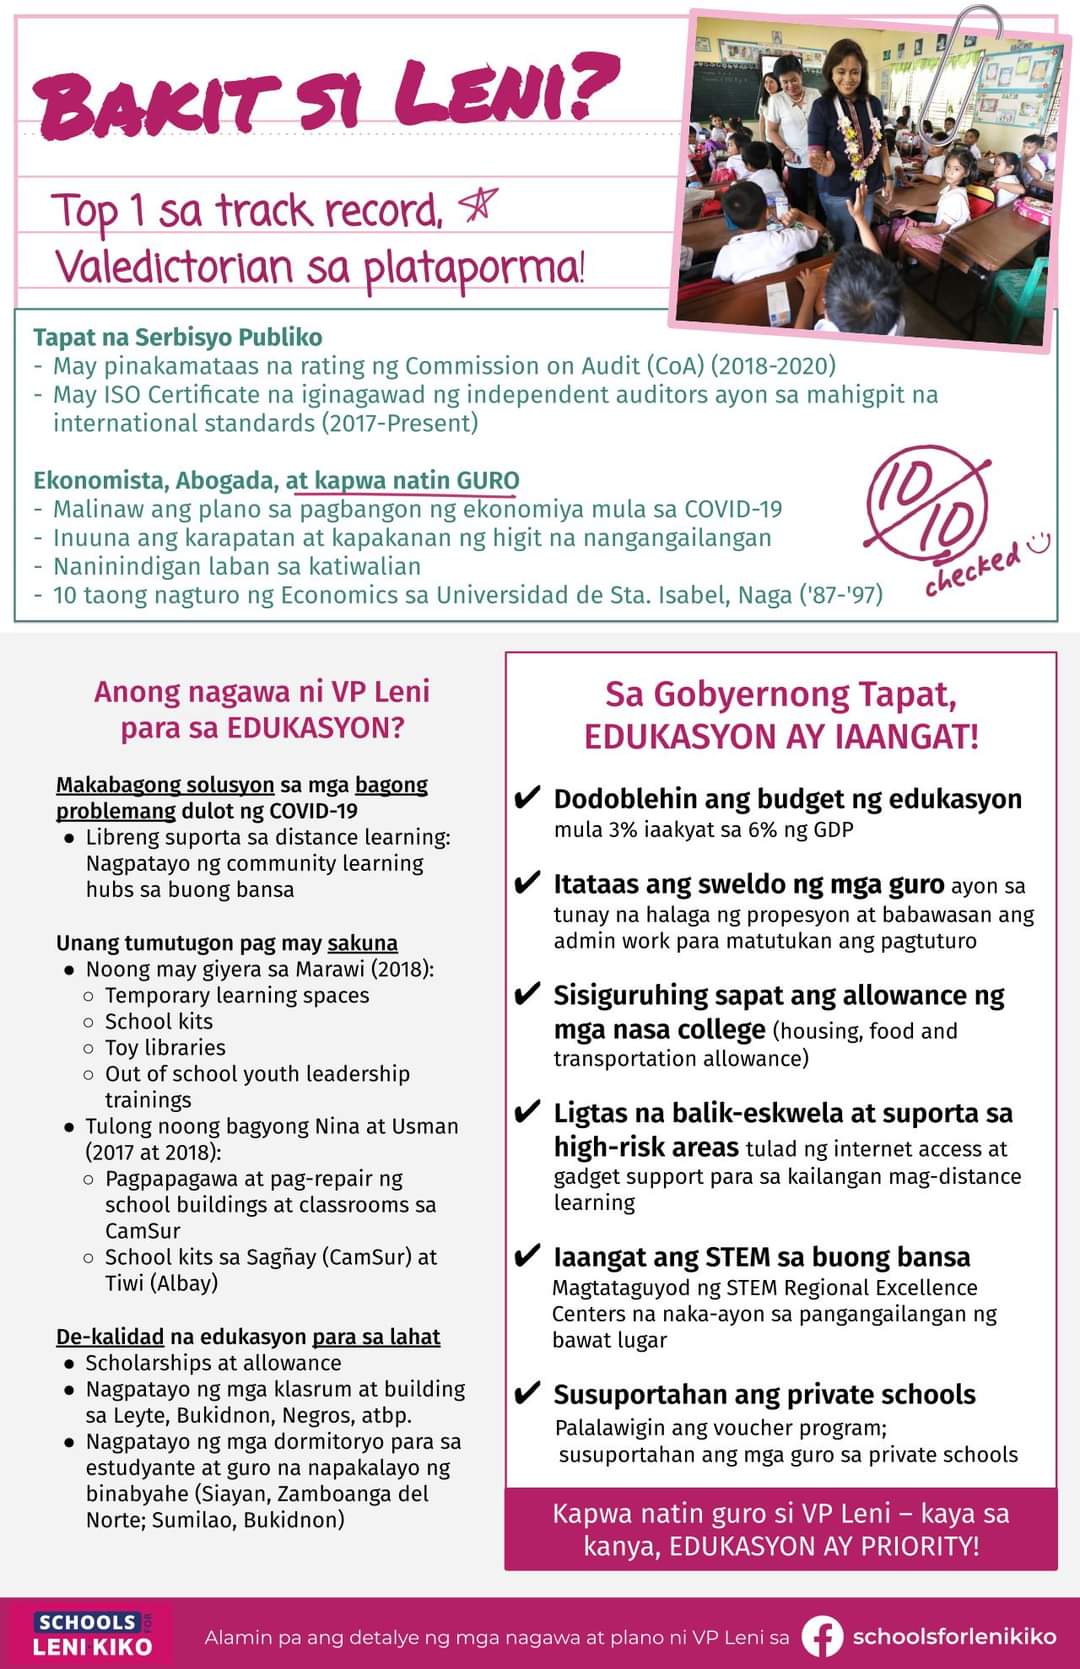 BAKIT SI LENI?
Top 1 sa track record,
Valedictorian sa plataporma!
Tapat na Serbisyo Publiko
- May pinakamataas na rating ng Commission on Audit (CoA) (2018-2020)
- May ISO Certificate na iginagawad ng independent auditors ayon sa mahigpit na
international standards (2017-Present)
Ekonomista, Abogada, at kapwa natin GURO
- Malinaw ang plano sa pagbangon ng ekonomiya mula sa COVID-19
- Inuuna ang karapatan at kapakanan ng higit na nangangailangan
- Naninindigan laban sa katiwalian
- 10 taong nagturo ng Economics sa Universidad de Sta. Isabel, Naga ('87-'97)
10/10
checked
Anong nagawa ni VP Leni
para sa EDUKASYON?
Makabagong solusyon sa mga bagong
problemang dulot ng COVID-19
● Libreng suporta sa distance learning:
Nagpatayo ng community learning
hubs sa buong bansa
Unang tumutugon pag may sakuna
● Noong may giyera sa Marawi (2018):
○ Temporary learning spaces
○ School kits
○ Toy libraries
○ Out of school youth leadership
trainings
● Tulong noong bagyong Nina at Usman
(2017 at 2018):
○ Pagpapagawa at pag-repair ng
school buildings at classrooms sa
CamSur
○ School kits sa Sagñay (CamSur) at
Tiwi (Albay)
De-kalidad na edukasyon para sa lahat
● Scholarships at allowance
● Nagpatayo ng mga klasrum at building
sa Leyte, Bukidnon, Negros, atbp.
● Nagpatayo ng mga dormitoryo para sa
estudyante at guro na napakalayo ng
binabyahe (Siayan, Zamboanga del
Norte; Sumilao, Bukidnon)
Sa Gobyernong Tapat,
EDUKASYON AY IAANGAT!
✔ Dodoblehin ang budget ng edukasyon
mula 3% iaakyat sa 6% ng GDP
✔ Itataas ang sweldo ng mga guro ayon sa
tunay na halaga ng propesyon at babawasan ang
admin work para matutukan ang pagtuturo
✔ Sisiguruhing sapat ang allowance ng
mga nasa college (housing, food and
transportation allowance)
✔ Ligtas na balik-eskwela at suporta sa
high-risk areas tulad ng internet access at
gadget support para sa kailangan mag-distance
learning
✔ Iaangat ang STEM sa buong bansa
Magtataguyod ng STEM Regional Excellence
Centers na naka-ayon sa pangangailangan ng
bawat lugar
✔ Susuportahan ang private schools
Palalawigin ang voucher program;
susuportahan ang mga guro sa private schools
Kapwa natin guro si VP Leni – kaya sa
kanya, EDUKASYON AY PRIORITY!
SCHOOLS FOR
LENI KIKO
Alamin pa ang detalye ng mga nagawa at plano ni VP Leni sa schoolsforlenikiko